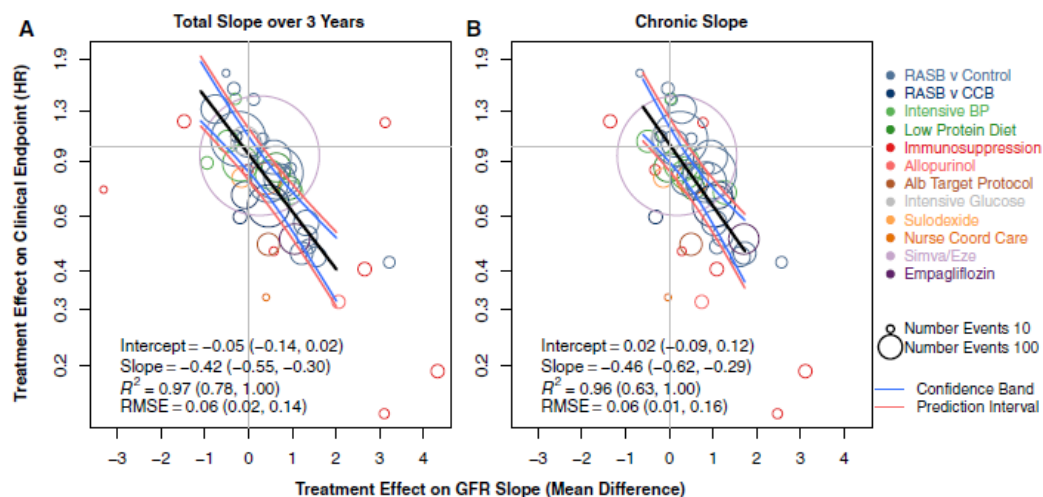 A
Total Slope over 3 Years
B
Chronic Slope
Treatment Effect on Clinical Endpoint (HR)
1.9
1.3
0.9
0.6
0.4
0.3
0.2
Intercept = −0.05 (−0.14, 0.02)
Slope = −0.42 (−0.55, −0.30)
R² = 0.97 (0.78, 1.00)
RMSE = 0.06 (0.02, 0.14)
−3 −2 −1 0 1 2 3 4
1.9
1.3
0.9
0.6
0.4
0.3
0.2
Intercept = 0.02 (−0.09, 0.12)
Slope = −0.46 (−0.62, −0.29)
R² = 0.96 (0.63, 1.00)
RMSE = 0.06 (0.01, 0.16)
−3 −2 −1 0 1 2 3 4
Treatment Effect on GFR Slope (Mean Difference)
RASB v Control
RASB v CCB
Intensive BP
Low Protein Diet
Immunosuppression
Allopurinol
Alb Target Protocol
Intensive Glucose
Sulodexide
Nurse Coord Care
Simva/Eze
Empagliflozin
Number Events 10
Number Events 100
Confidence Band
Prediction Interval